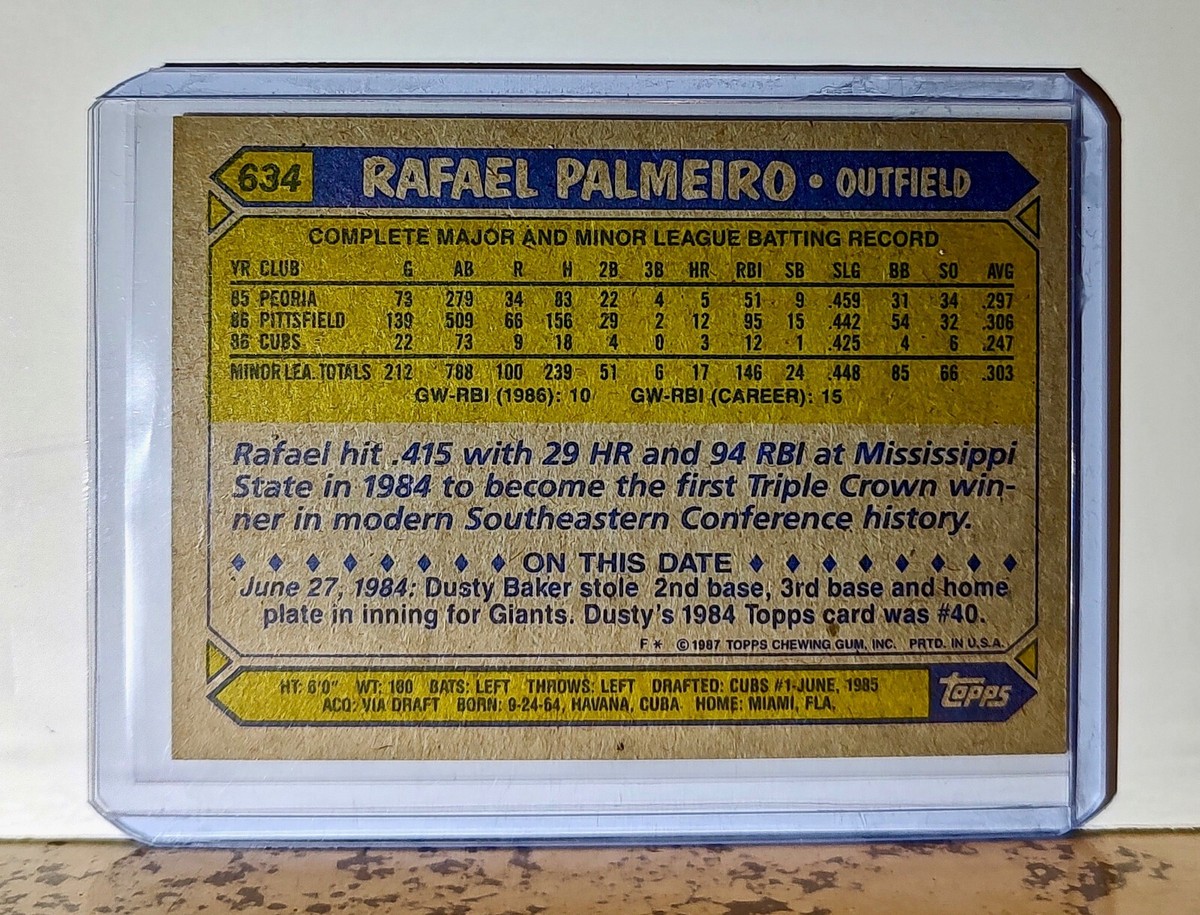 634 RAFAEL PALMEIRO • OUTFIELD
COMPLETE MAJOR AND MINOR LEAGUE BATTING RECORD
YR CLUB G AB R H 2B 3B HR RBI SB SLG BB SO AVG
85 PEORIA 73 279 34 83 22 4 5 51 9 .459 31 34 .297
86 PITTSFIELD 139 509 66 156 29 2 12 95 15 .442 54 32 .306
86 CUBS 22 73 9 18 4 0 3 12 1 .425 4 6 .247
MINOR LEA. TOTALS 212 788 100 239 51 6 17 146 24 .448 85 66 .303
GW-RBI (1986): 10 GW-RBI (CAREER): 15
Rafael hit .415 with 29 HR and 94 RBI at Mississippi
State in 1984 to become the first Triple Crown win-
ner in modern Southeastern Conference history.
ON THIS DATE
June 27, 1984: Dusty Baker stole 2nd base, 3rd base and home
plate in inning for Giants. Dusty's 1984 Topps card was #40.
F* © 1987 TOPPS CHEWING GUM, INC. PRTD. IN U.S.A.
HT: 6'0" WT: 180 BATS: LEFT THROWS: LEFT DRAFTED: CUBS #1-JUNE, 1985
ACQ: VIA DRAFT BORN: 9-24-64, HAVANA, CUBA HOME: MIAMI, FLA.
topps